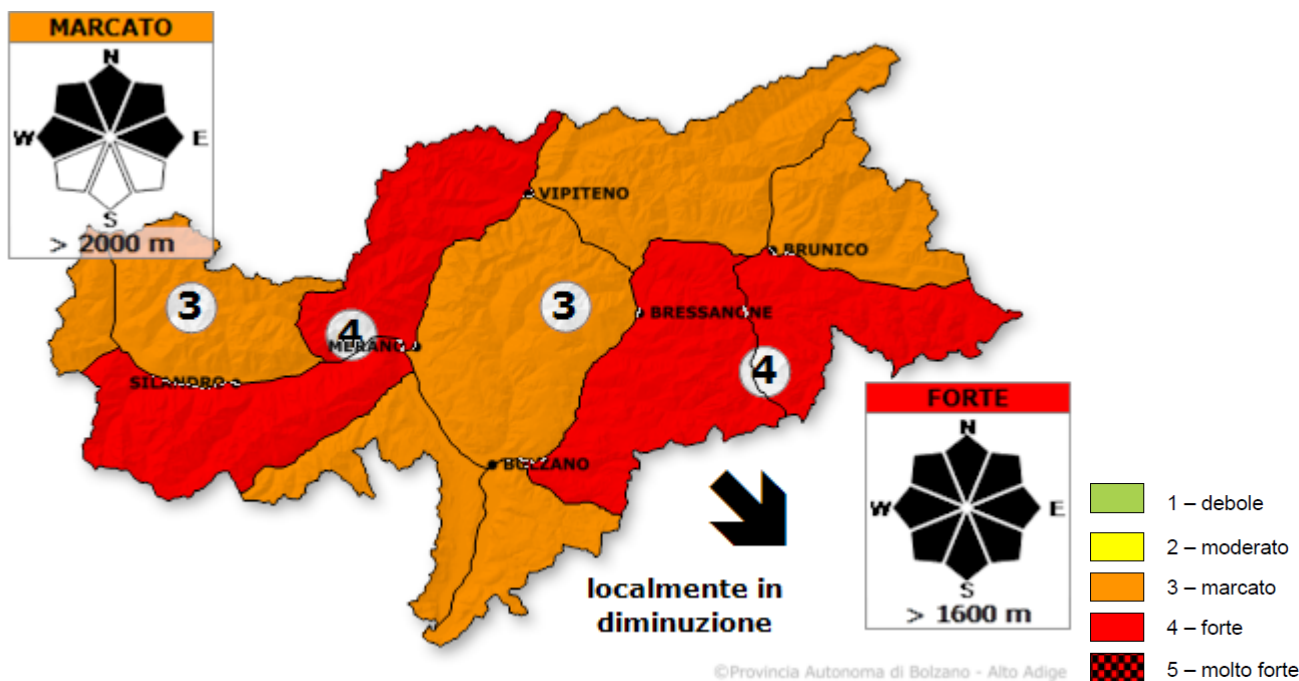 MARCATO
N
W E
S
> 2000 m
VIPITENO
BRUNICO
3
3
BRESSANONE
4
MERANO
4
SILANDRO
FORTE
N
BOLZANO
W E
S
> 1600 m
localmente in
diminuzione
1 – debole
2 – moderato
3 – marcato
4 – forte
5 – molto forte
©Provincia Autonoma di Bolzano - Alto Adige